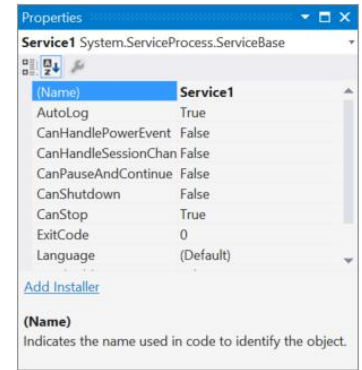 Properties
Service1 System.ServiceProcess.ServiceBase
(Name) Service1
AutoLog True
CanHandlePowerEvent False
CanHandleSessionChan False
CanPauseAndContinue False
CanShutdown False
CanStop True
ExitCode 0
Language (Default)
Add Installer
(Name)
Indicates the name used in code to identify the object.